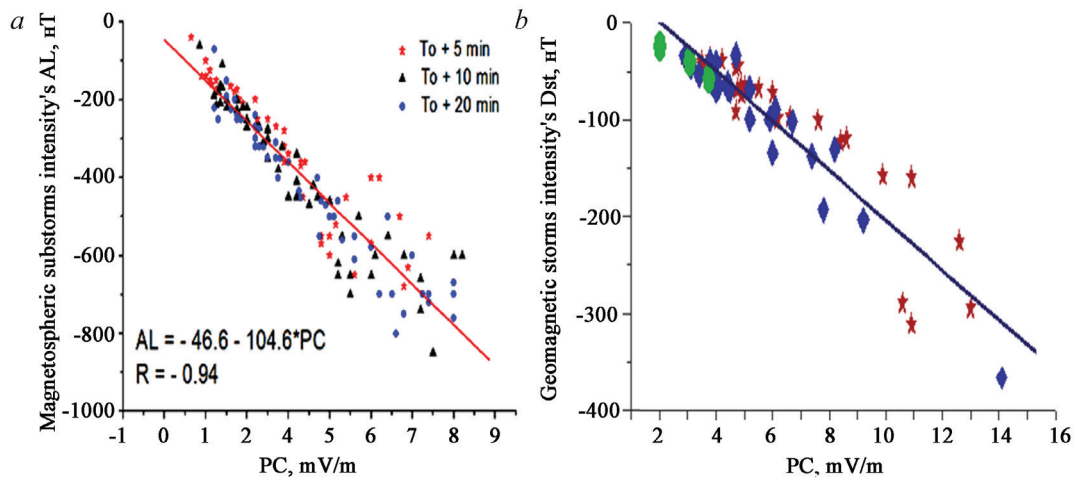 a
Magnetospheric substorms intensity's AL, нТ
0
-200
-400
-600
-800
-1000
To + 5 min
To + 10 min
To + 20 min
AL = - 46.6 - 104.6*PC
R = - 0.94
-1 0 1 2 3 4 5 6 7 8 9
PC, mV/m
b
Geomagnetic storms intensity's Dst, нТ
0
-100
-200
-300
-400
2 4 6 8 10 12 14 16
PC, mV/m